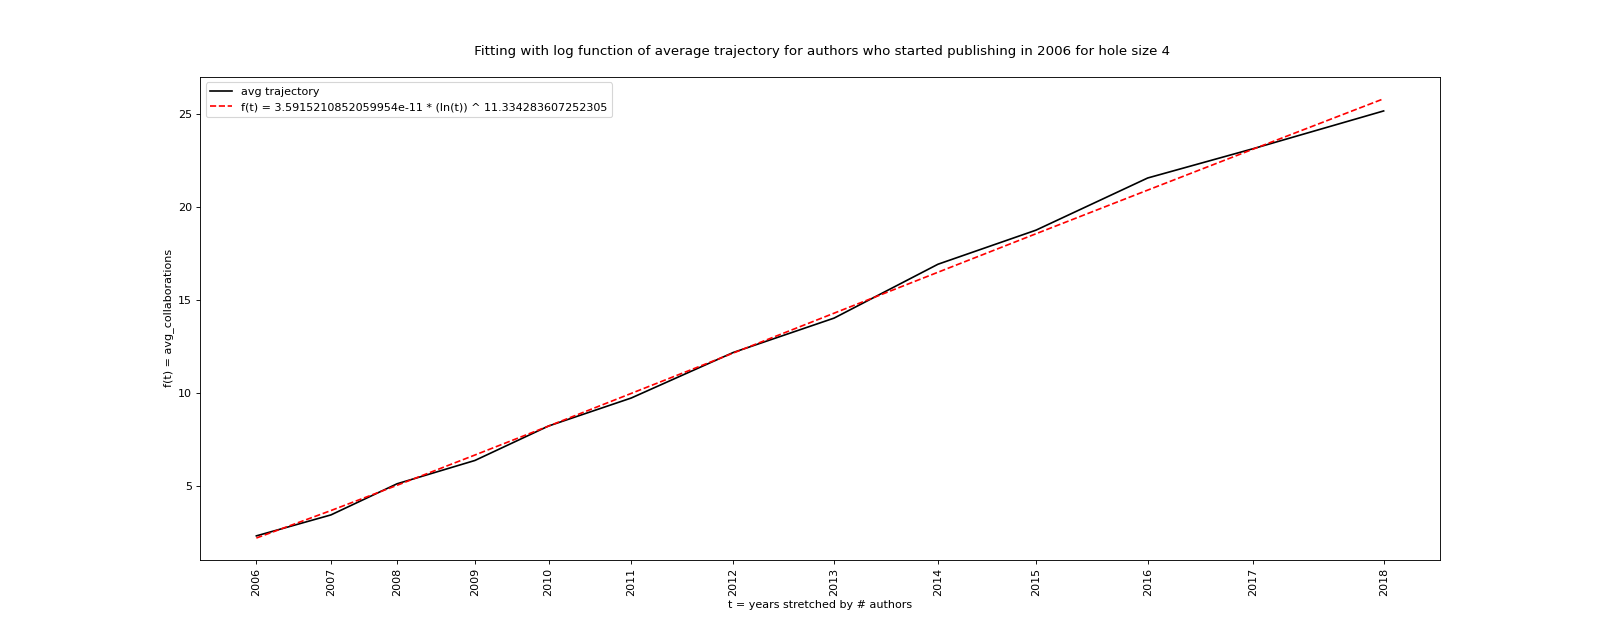 Fitting with log function of average trajectory for authors who started publishing in 2006 for hole size 4
avg trajectory
f(t) = 3.5915210852059954e-11 * (ln(t)) ^ 11.334283607252305
25
20
15
10
5
f(t) = avg_collaborations
2006 2007 2008 2009 2010 2011 2012 2013 2014 2015 2016 2017 2018
t = years stretched by # authors